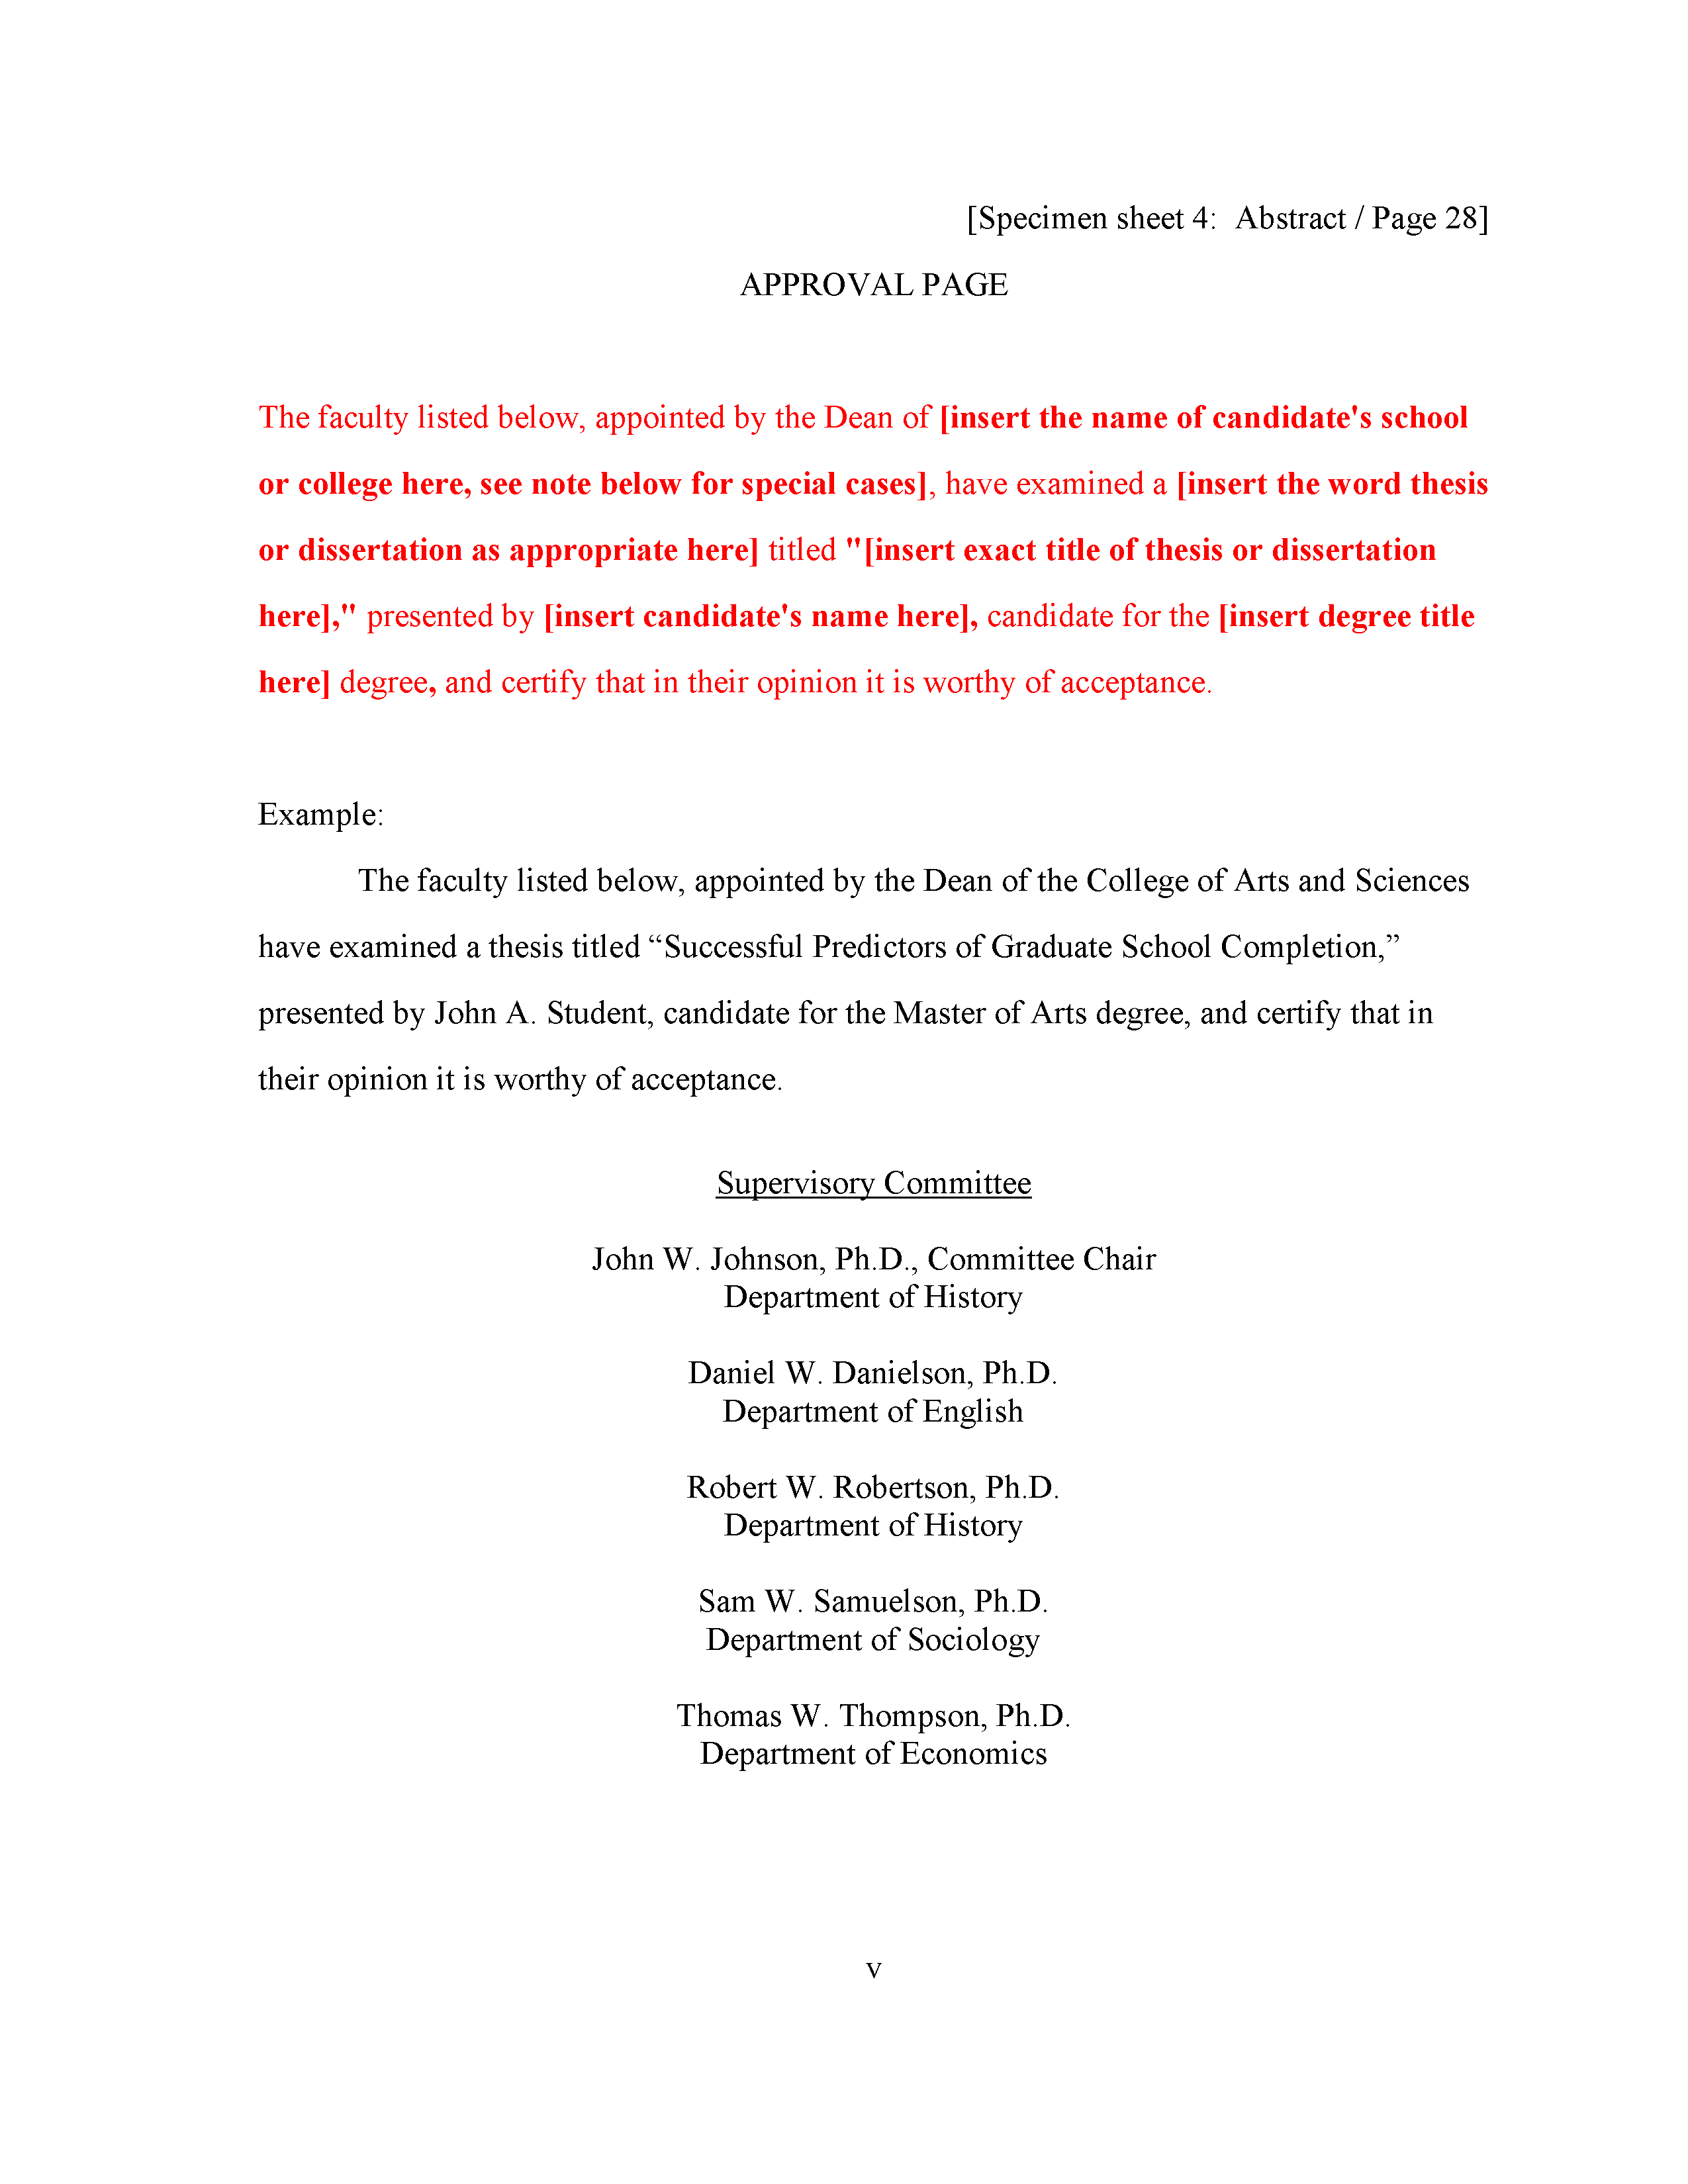 [Specimen sheet 4:  Abstract / Page 28]
APPROVAL PAGE
The faculty listed below, appointed by the Dean of [insert the name of candidate's school
or college here, see note below for special cases], have examined a [insert the word thesis
or dissertation as appropriate here] titled "[insert exact title of thesis or dissertation
here]," presented by [insert candidate's name here], candidate for the [insert degree title
here] degree, and certify that in their opinion it is worthy of acceptance.
Example:
The faculty listed below, appointed by the Dean of the College of Arts and Sciences
have examined a thesis titled “Successful Predictors of Graduate School Completion,”
presented by John A. Student, candidate for the Master of Arts degree, and certify that in
their opinion it is worthy of acceptance.
Supervisory Committee
John W. Johnson, Ph.D., Committee Chair
Department of History
Daniel W. Danielson, Ph.D.
Department of English
Robert W. Robertson, Ph.D.
Department of History
Sam W. Samuelson, Ph.D.
Department of Sociology
Thomas W. Thompson, Ph.D.
Department of Economics
v